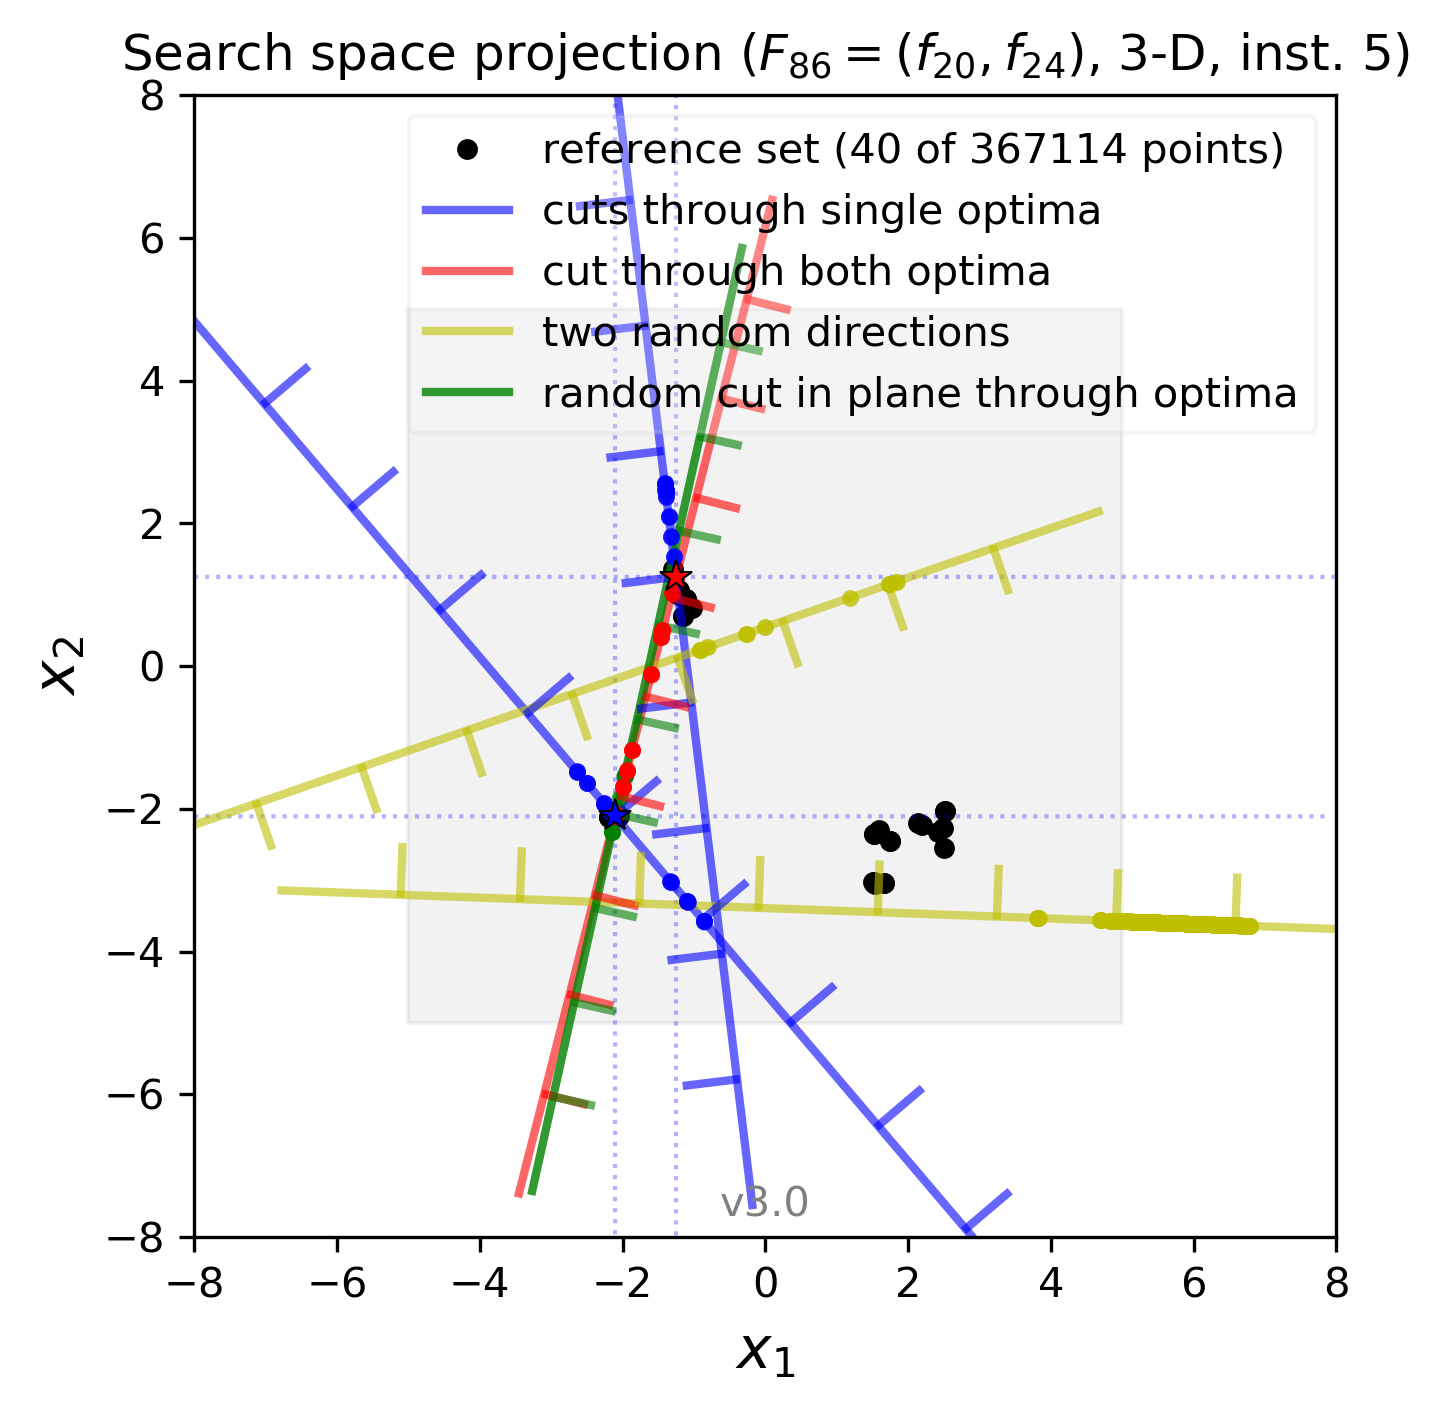 Search space projection (F₈₆ = (f₂₀, f₂₄), 3-D, inst. 5)
reference set (40 of 367114 points)
cuts through single optima
cut through both optima
two random directions
random cut in plane through optima
8
6
4
2
0
−2
−4
−6
−8
x₂
v3.0
−8 −6 −4 −2 0 2 4 6 8
x₁